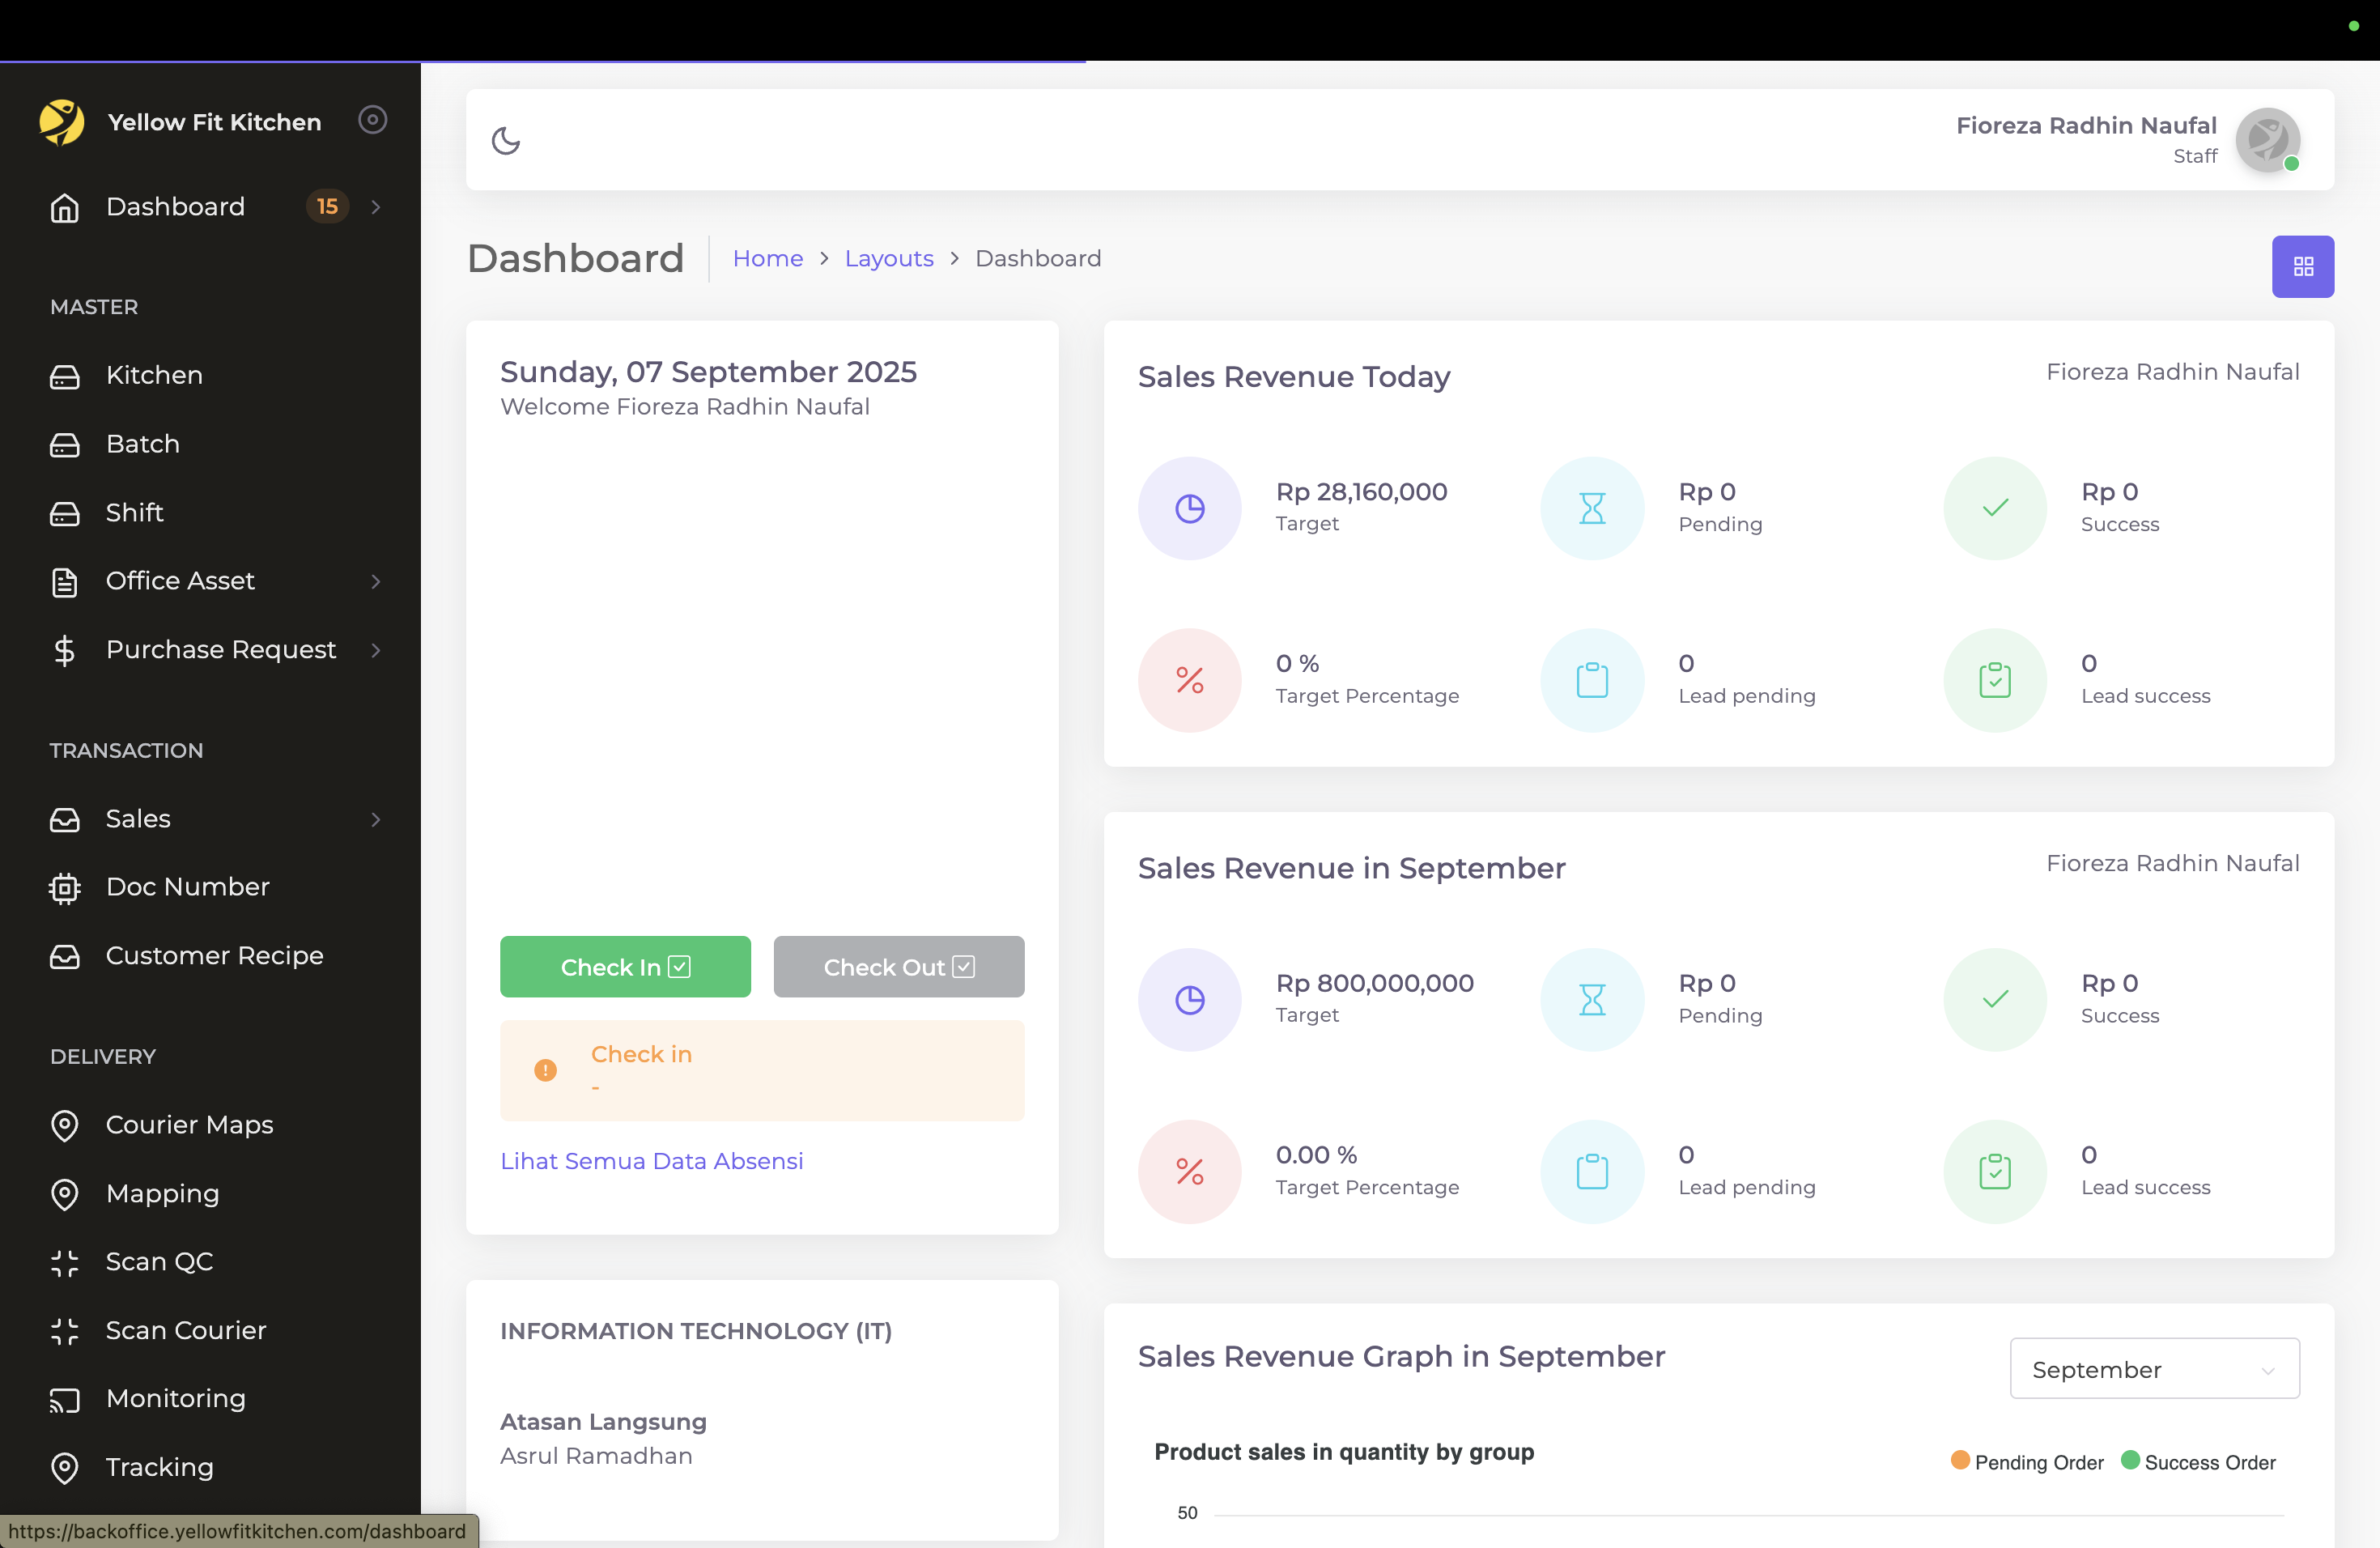 Yellow Fit Kitchen
Dashboard 15
MASTER
Kitchen
Batch
Shift
Office Asset
Purchase Request
TRANSACTION
Sales
Doc Number
Customer Recipe
DELIVERY
Courier Maps
Mapping
Scan QC
Scan Courier
Monitoring
Tracking
https://backoffice.yellowfitkitchen.com/dashboard
Fioreza Radhin Naufal
Staff
Dashboard
Home > Layouts > Dashboard
Sunday, 07 September 2025
Welcome Fioreza Radhin Naufal
Check In
Check Out
Check in
-
Lihat Semua Data Absensi
INFORMATION TECHNOLOGY (IT)
Atasan Langsung
Asrul Ramadhan
Sales Revenue Today
Fioreza Radhin Naufal
Rp 28,160,000
Target
Rp 0
Pending
Rp 0
Success
0 %
Target Percentage
0
Lead pending
0
Lead success
Sales Revenue in September
Fioreza Radhin Naufal
Rp 800,000,000
Target
Rp 0
Pending
Rp 0
Success
0.00 %
Target Percentage
0
Lead pending
0
Lead success
Sales Revenue Graph in September
September
Product sales in quantity by group
Pending Order
Success Order
50